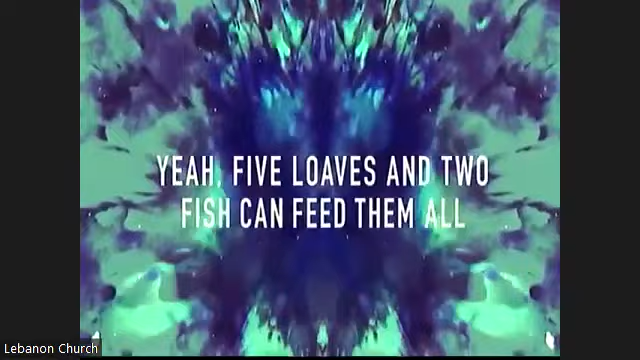 YEAH, FIVE LOAVES AND TWO
FISH CAN FEED THEM ALL
Lebanon Church